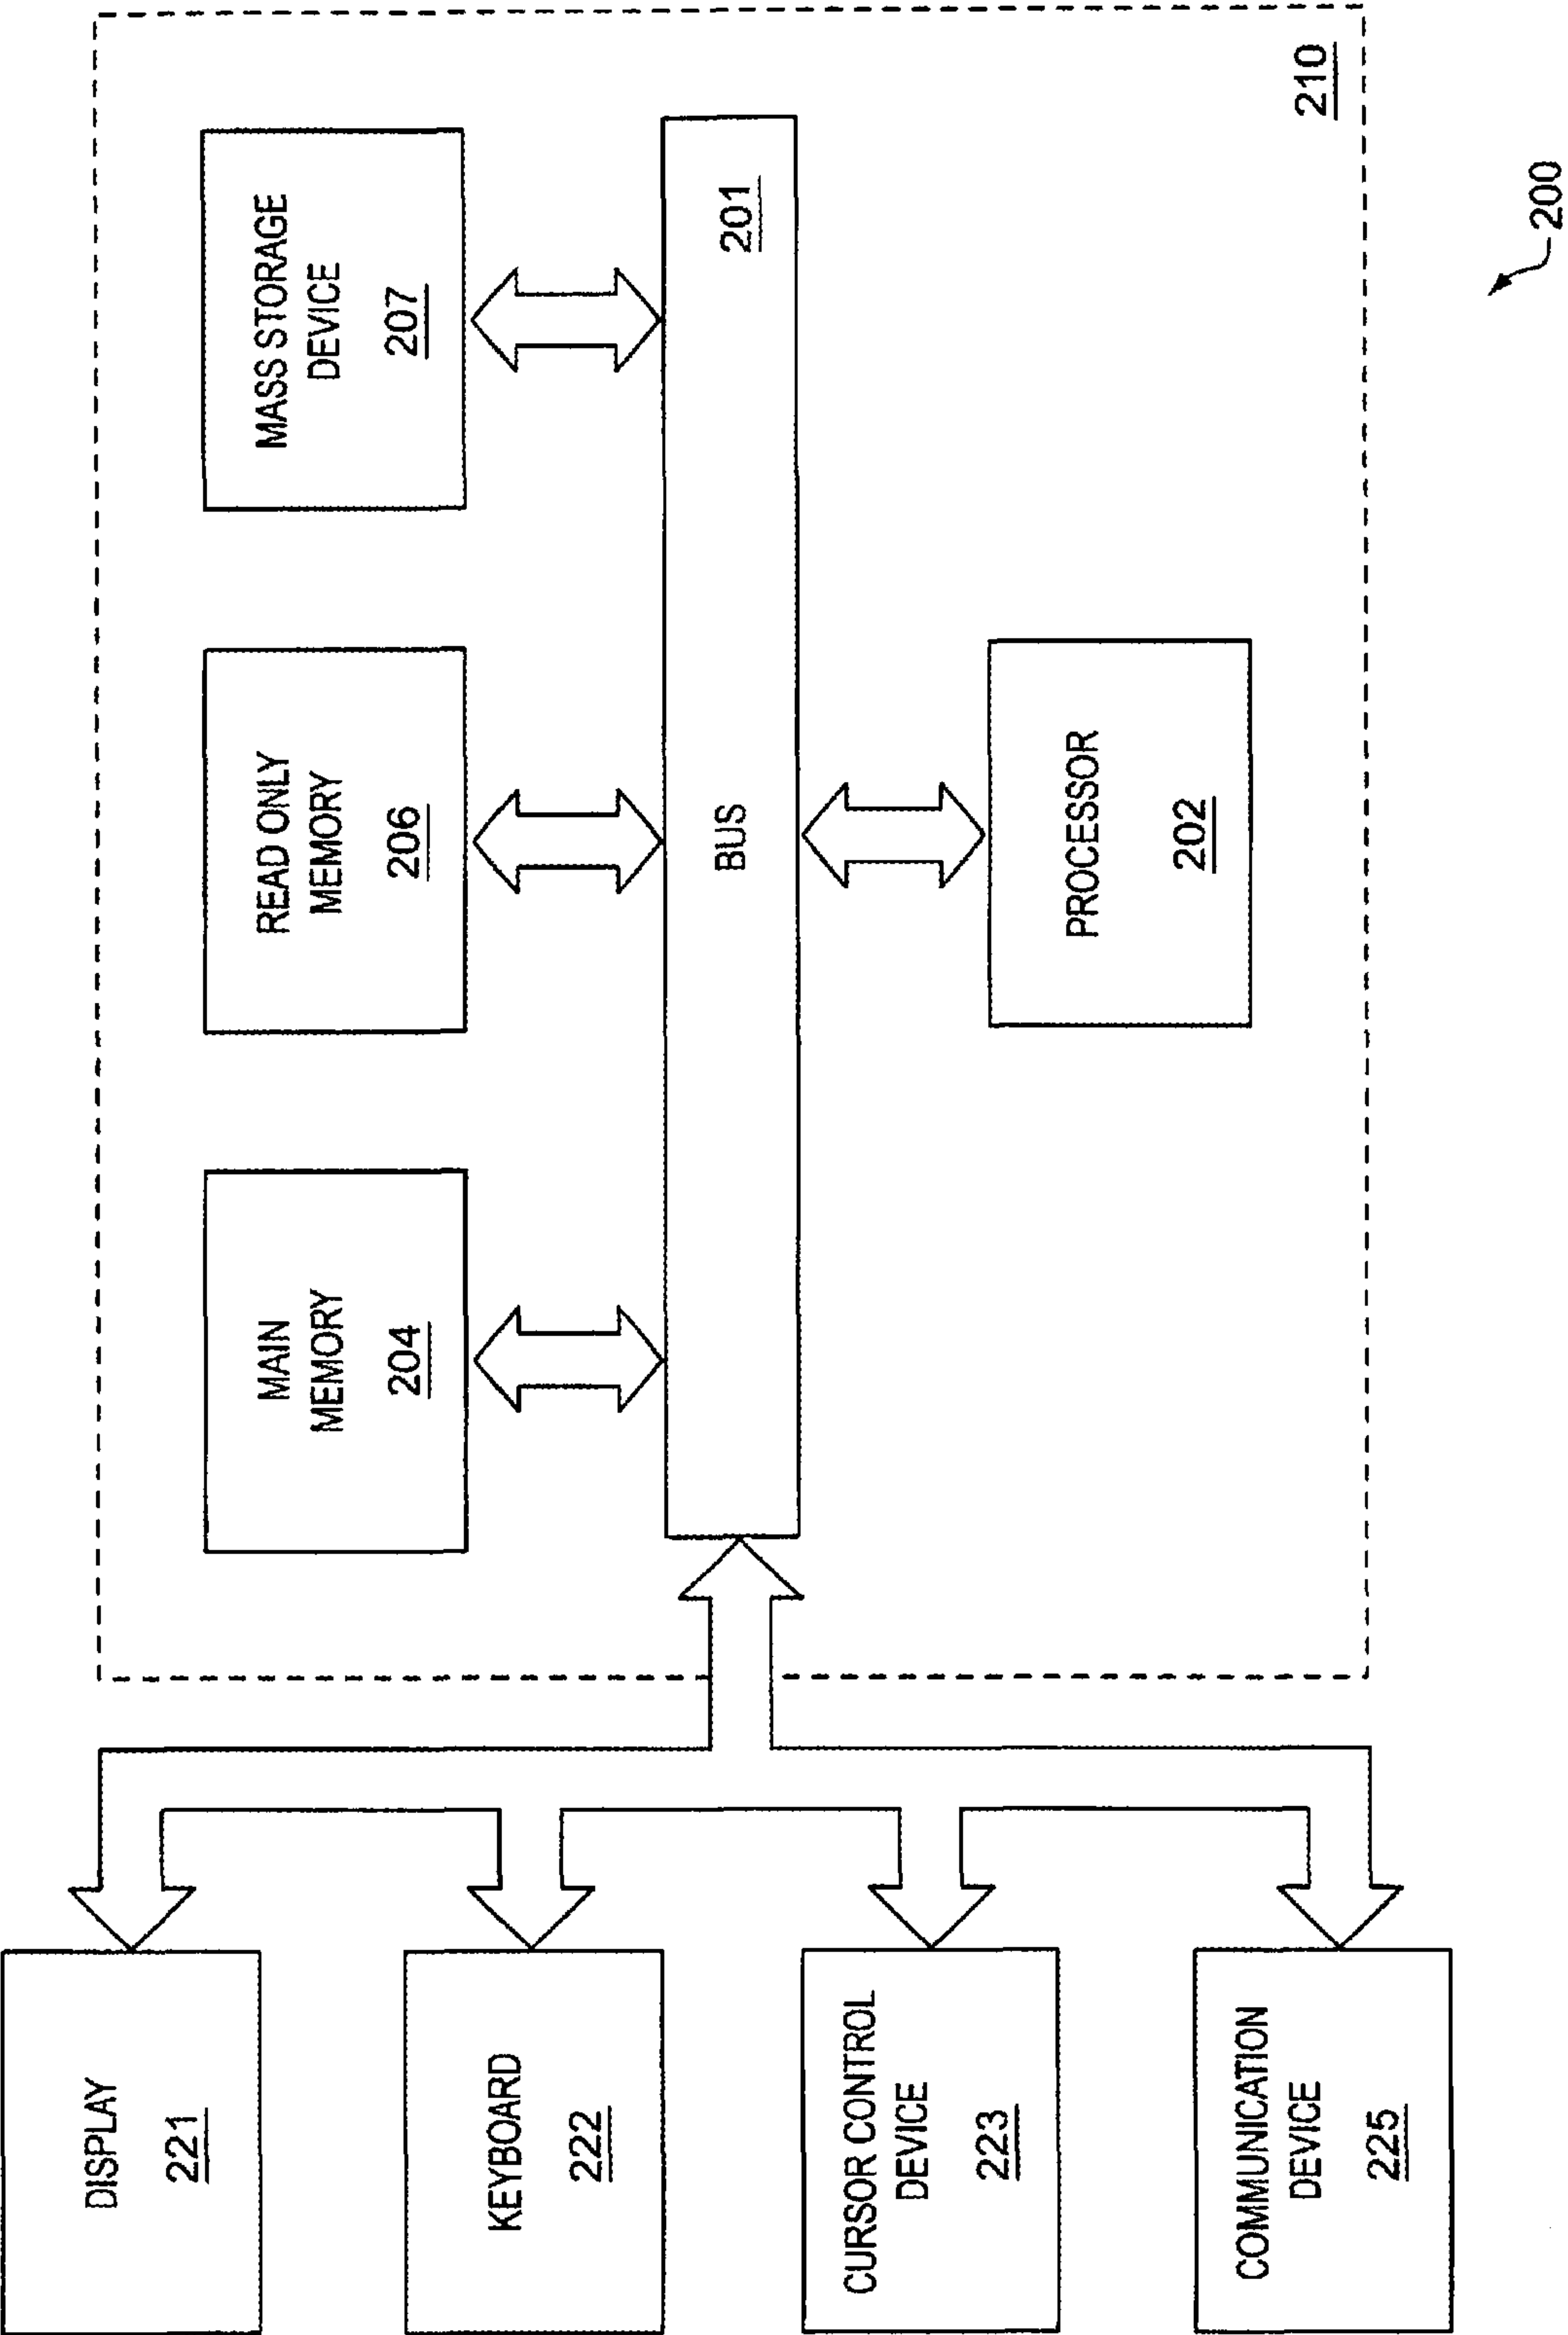 DISPLAY
221
KEYBOARD
222
CURSOR CONTROL
DEVICE
223
COMMUNICATION
DEVICE
225
MAIN
MEMORY
204
READ ONLY
MEMORY
206
MASS STORAGE
DEVICE
207
BUS
201
PROCESSOR
202
210
200